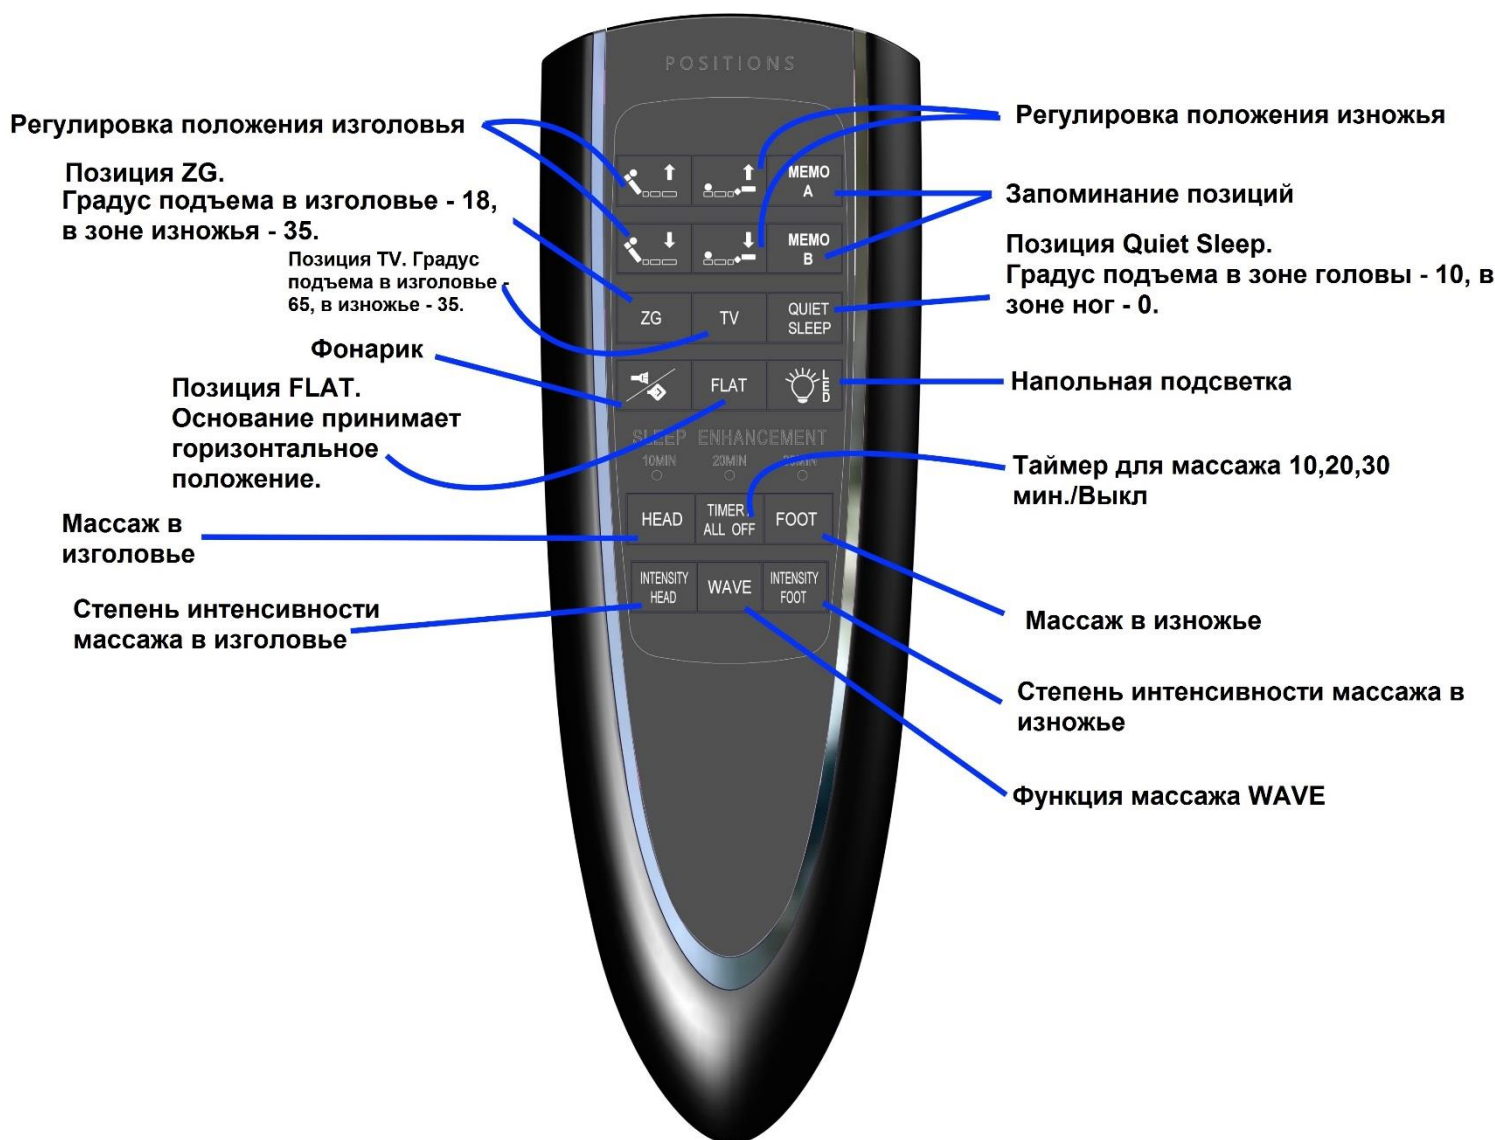 POSITIONS
Регулировка положения изголовья
Позиция ZG.
Градус подъема в изголовье - 18,
в зоне изножья - 35.
Позиция TV. Градус
подъема в изголовье -
65, в изножье - 35.
Фонарик
Позиция FLAT.
Основание принимает
горизонтальное
положение.
Массаж в
изголовье
Степень интенсивности
массажа в изголовье
MEMO
A
MEMO
B
ZG
TV
QUIET
SLEEP
FLAT
LED
SLEEP ENHANCEMENT
10MIN
20MIN
HEAD
TIMER
ALL OFF
FOOT
INTENSITY
HEAD
WAVE
INTENSITY
FOOT
Регулировка положения изножья
Запоминание позиций
Позиция Quiet Sleep.
Градус подъема в зоне головы - 10, в
зоне ног - 0.
Напольная подсветка
Таймер для массажа 10,20,30
мин./Выкл
Массаж в изножье
Степень интенсивности массажа в
изножье
Функция массажа WAVE